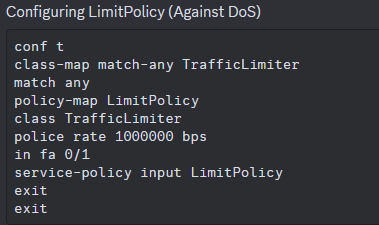 Configuring LimitPolicy (Against DoS)
conf t
class-map match-any TrafficLimiter
match any
policy-map LimitPolicy
class TrafficLimiter
police rate 1000000 bps
in fa 0/1
service-policy input LimitPolicy
exit
exit